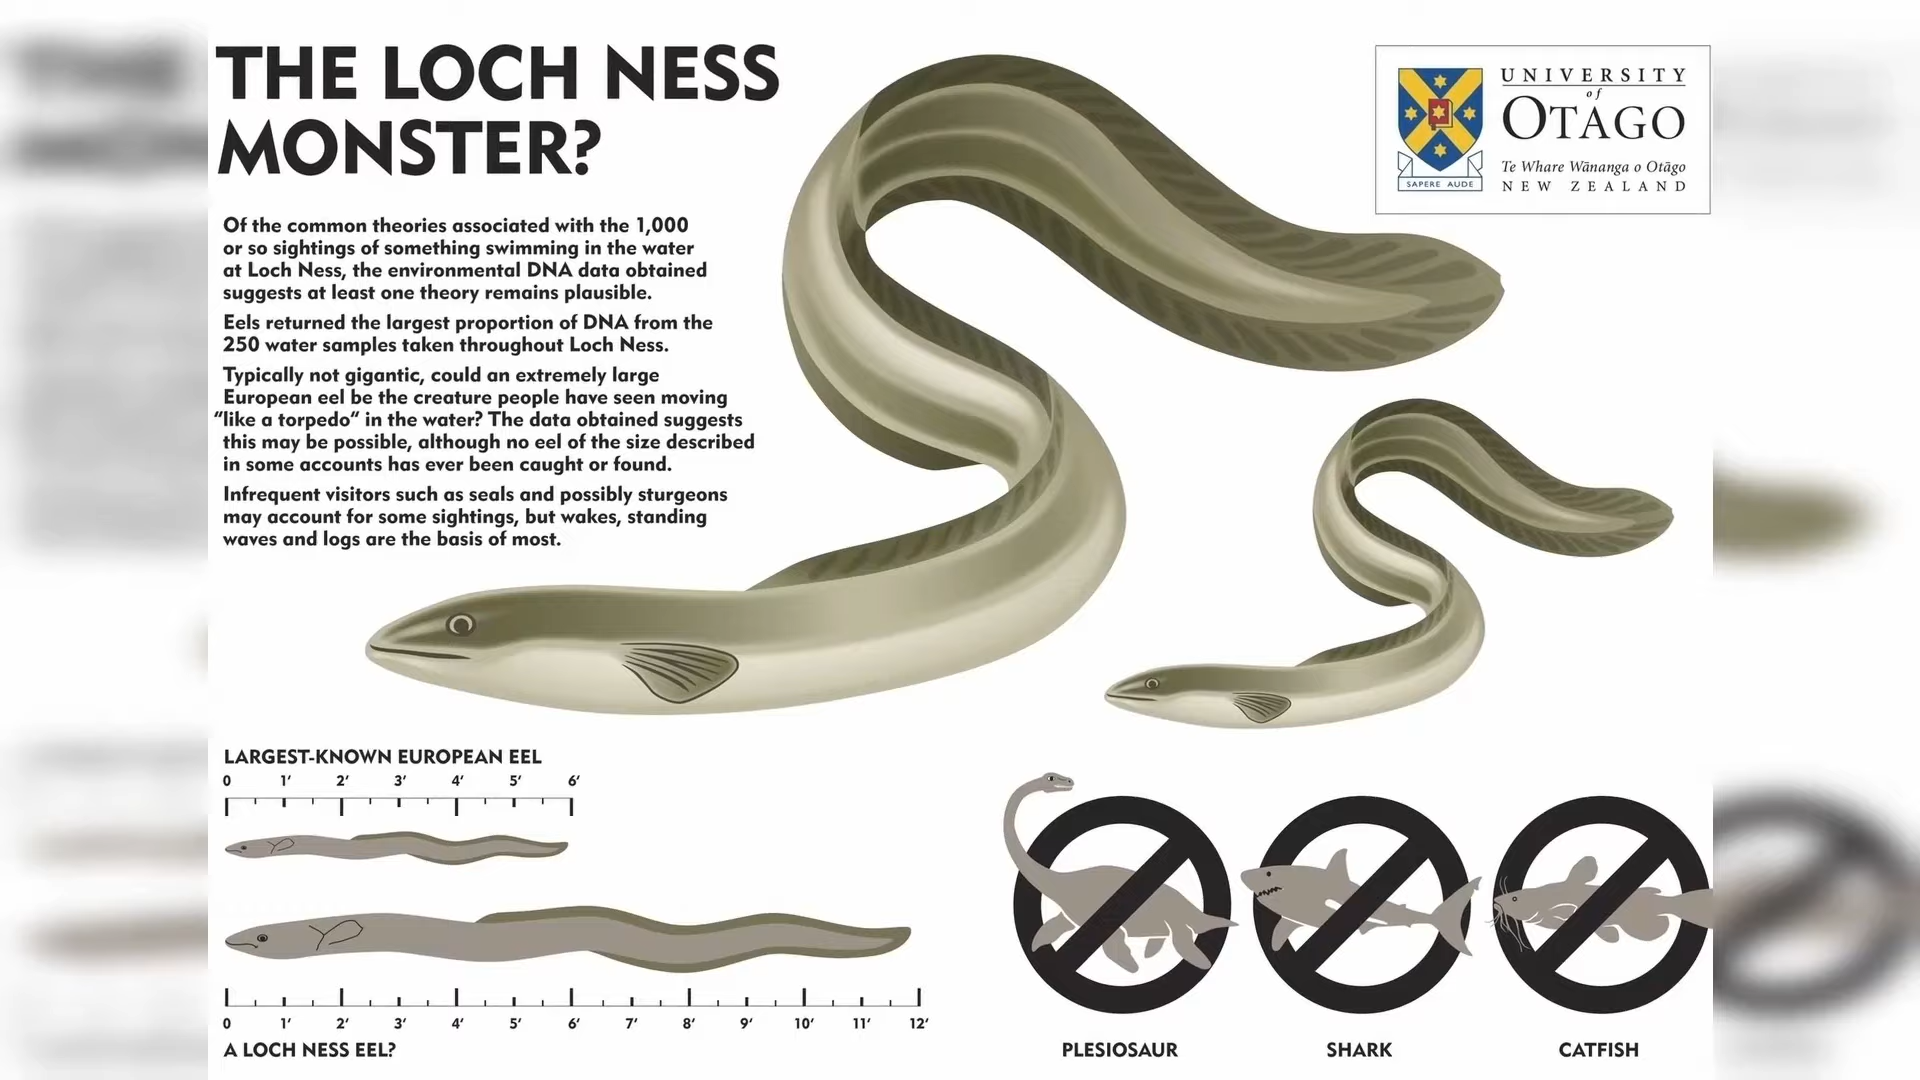 THE LOCH NESS
MONSTER?
Of the common theories associated with the 1,000
or so sightings of something swimming in the water
at Loch Ness, the environmental DNA data obtained
suggests at least one theory remains plausible.
Eels returned the largest proportion of DNA from the
250 water samples taken throughout Loch Ness.
Typically not gigantic, could an extremely large
European eel be the creature people have seen moving
“like a torpedo“ in the water? The data obtained suggests
this may be possible, although no eel of the size described
in some accounts has ever been caught or found.
Infrequent visitors such as seals and possibly sturgeons
may account for some sightings, but wakes, standing
waves and logs are the basis of most.
UNIVERSITY
of
OTAGO
Te Whare Wānanga o Otāgo
NEW ZEALAND
SAPERE AUDE
LARGEST-KNOWN EUROPEAN EEL
0 1′ 2′ 3′ 4′ 5′ 6′
0 1′ 2′ 3′ 4′ 5′ 6′ 7′ 8′ 9′ 10′ 11′ 12′
A LOCH NESS EEL?
PLESIOSAUR SHARK CATFISH